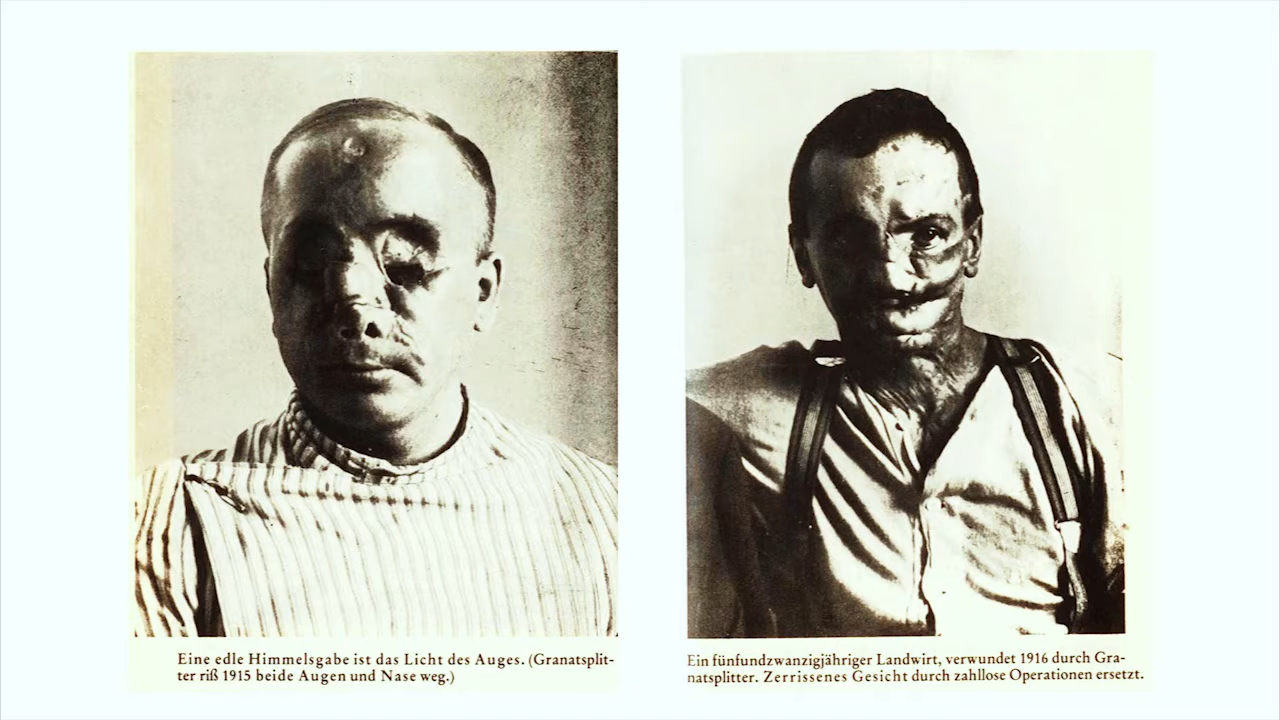 Eine edle Himmelsgabe ist das Licht des Auges. (Granatsplit-
ter riß 1915 beide Augen und Nase weg.)
Ein fünfundzwanzigjähriger Landwirt, verwundet 1916 durch Gra-
natsplitter. Zerrissenes Gesicht durch zahllose Operationen ersetzt.